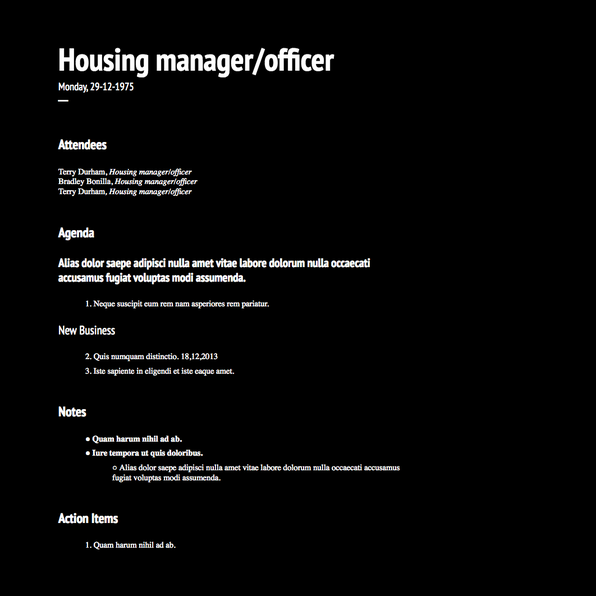 Housing manager/officer
Monday, 29-12-1975
—
Attendees
Terry Durham, Housing manager/officer
Bradley Bonilla, Housing manager/officer
Terry Durham, Housing manager/officer
Agenda
Alias dolor saepe adipisci nulla amet vitae labore dolorum nulla occaecati
accusamus fugiat voluptas modi assumenda.
1. Neque suscipit eum rem nam asperiores rem pariatur.
New Business
2. Quis numquam distinctio. 18,12,2013
3. Iste sapiente in eligendi et iste eaque amet.
Notes
● Quam harum nihil ad ab.
● Iure tempora ut quis doloribus.
○ Alias dolor saepe adipisci nulla amet vitae labore dolorum nulla occaecati accusamus
fugiat voluptas modi assumenda.
Action Items
1. Quam harum nihil ad ab.